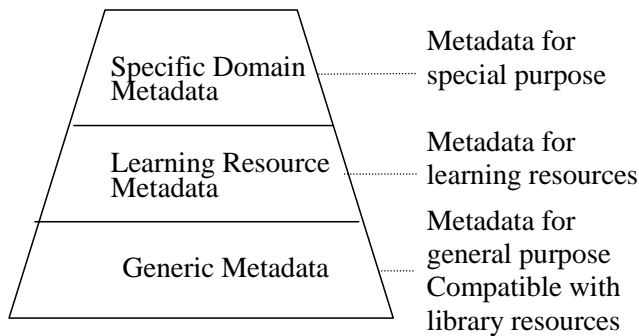 Specific Domain
Metadata
Metadata for
special purpose
Learning Resource
Metadata
Metadata for
learning resources
Generic Metadata
Metadata for
general purpose
Compatible with
library resources